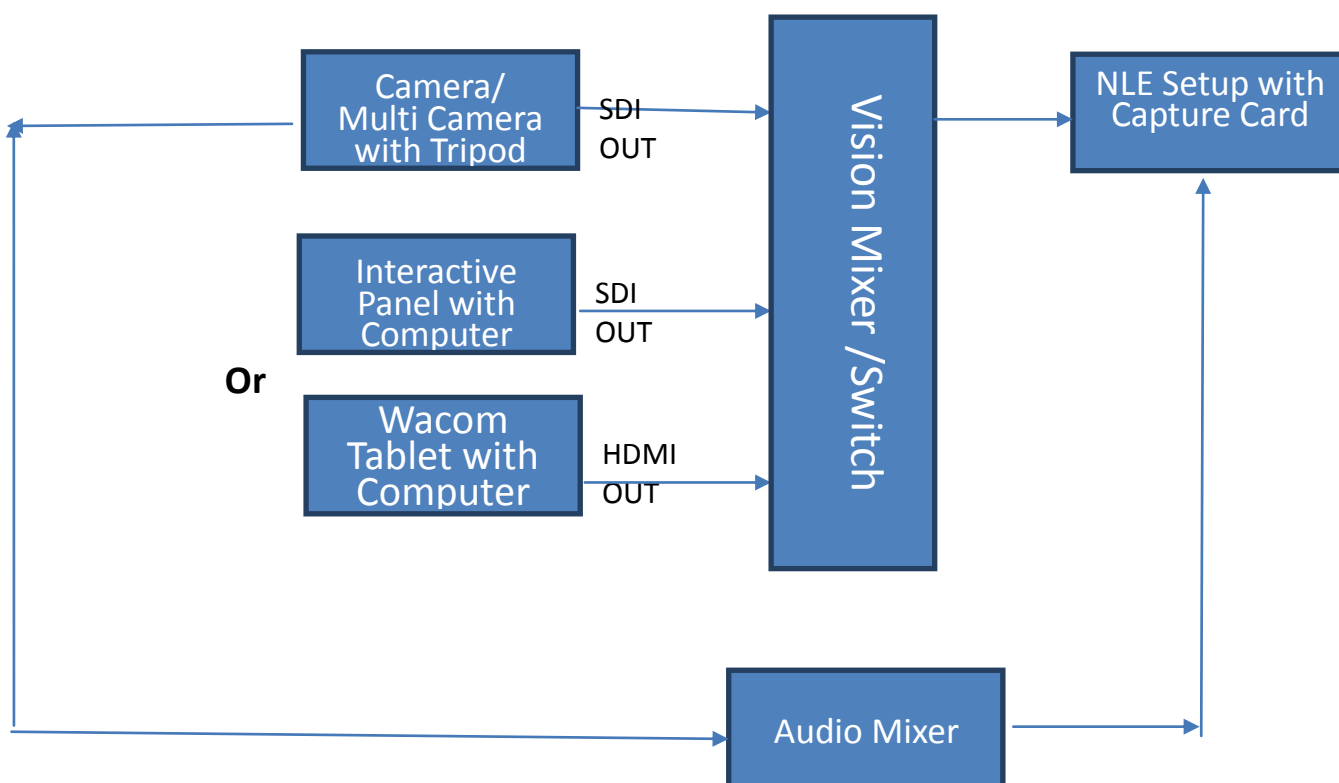 Camera/
Multi Camera
with Tripod
SDI
OUT
Interactive
Panel with
Computer
SDI
OUT
Or
Wacom
Tablet with
Computer
HDMI
OUT
Vision Mixer /Switch
NLE Setup with
Capture Card
Audio Mixer